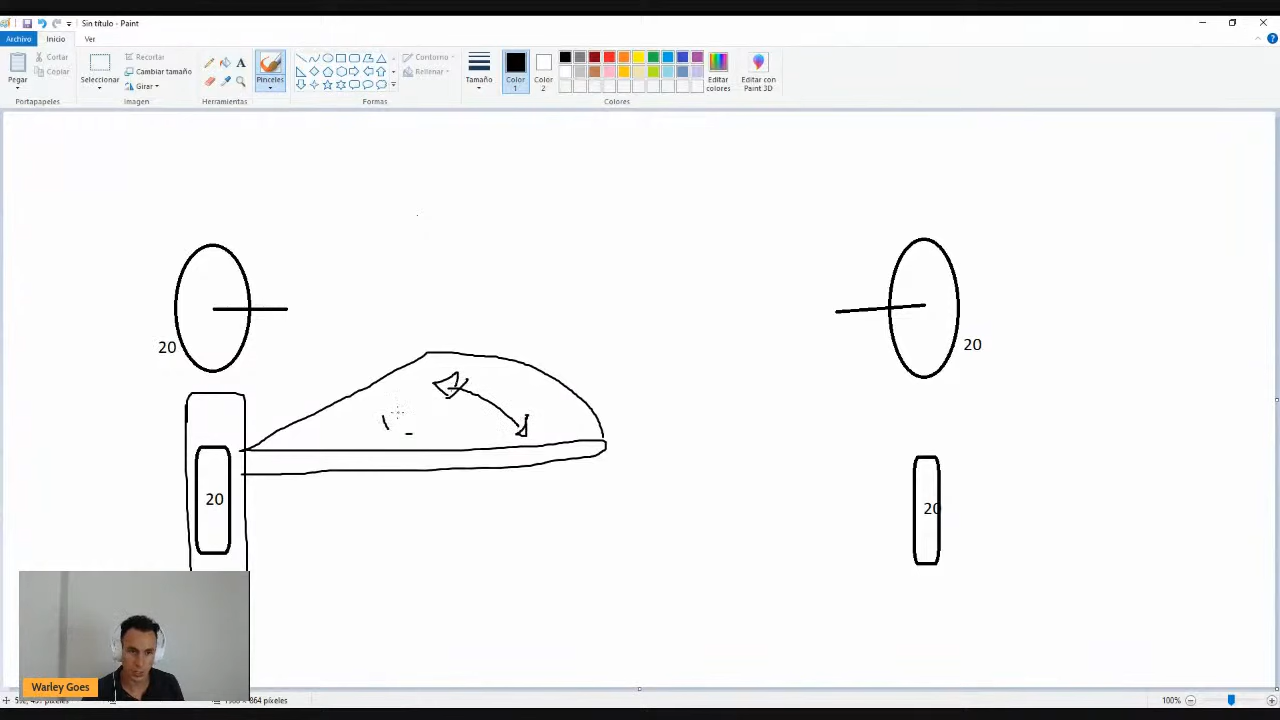 Sin título - Paint
Archivo Inicio Ver
Pegar
Cortar
Copiar
Portapapeles
Seleccionar
Recortar
Cambiar tamaño
Girar
Imagen
A
Herramientas
Pinceles
Contorno
Rellenar
Formas
Tamaño
Color 1
Color 2
Editar colores
Editar con Paint 3D
Colores
20
20
20
20
Warley Goes
100%